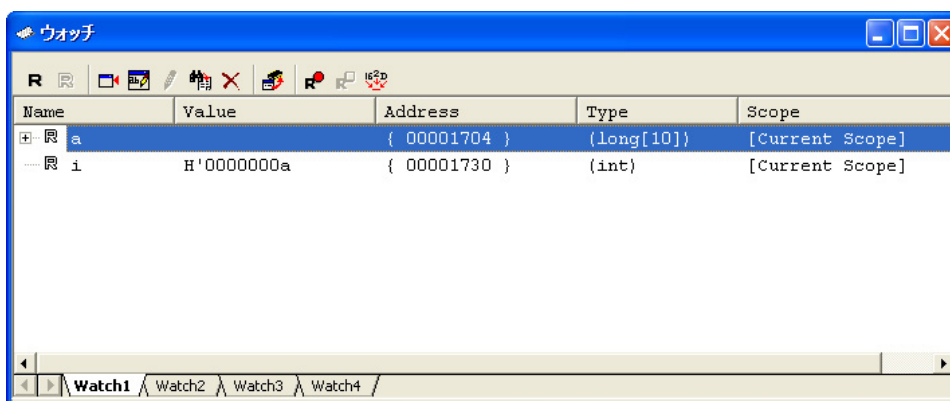 ウォッチ
R R R R 16²D
Name Value Address Type Scope
R a { 00001704 } (long[10]) [Current Scope]
R i H'0000000a { 00001730 } (int) [Current Scope]
Watch1 Watch2 Watch3 Watch4